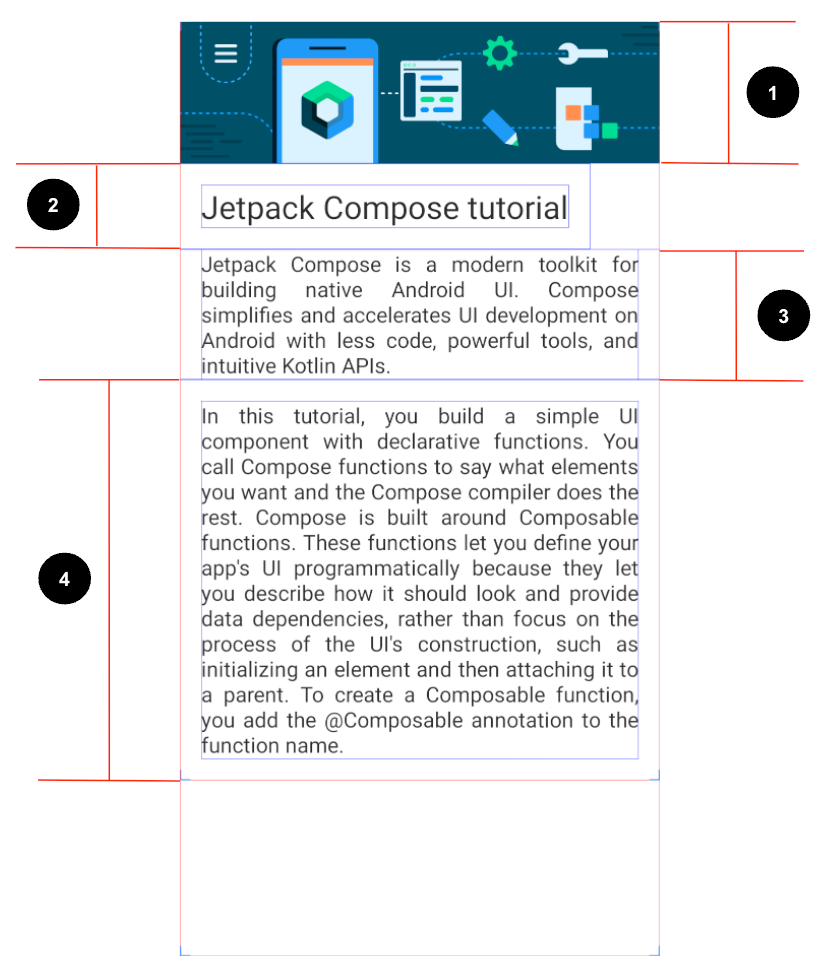 1
2
Jetpack Compose tutorial
Jetpack Compose is a modern toolkit for
building native Android UI. Compose
simplifies and accelerates UI development on
Android with less code, powerful tools, and
intuitive Kotlin APIs.
3
In this tutorial, you build a simple UI
component with declarative functions. You
call Compose functions to say what elements
you want and the Compose compiler does the
rest. Compose is built around Composable
functions. These functions let you define your
app's UI programmatically because they let
you describe how it should look and provide
data dependencies, rather than focus on the
process of the UI's construction, such as
initializing an element and then attaching it to
a parent. To create a Composable function,
you add the @Composable annotation to the
function name.
4